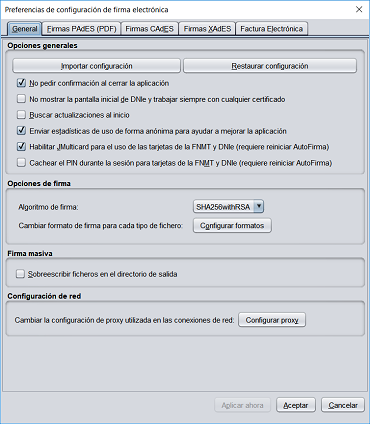 Preferencias de configuración de firma electrónica
General Firmas PAdES (PDF) Firmas CAdES Firmas XAdES Factura Electrónica
Opciones generales
Importar configuración Restaurar configuración
No pedir confirmación al cerrar la aplicación
No mostrar la pantalla inicial de DNIe y trabajar siempre con cualquier certificado
Buscar actualizaciones al inicio
Enviar estadísticas de uso de forma anónima para ayudar a mejorar la aplicación
Habilitar JMulticard para el uso de las tarjetas de la FNMT y DNIe (requere reiniciar AutoFirma)
Cachear el PIN durante la sesión para tarjetas de la FNMT y DNIe (requiere reiniciar AutoFirma)
Opciones de firma
Algoritmo de firma: SHA256withRSA
Cambiar formato de firma para cada tipo de fichero: Configurar formatos
Firma masiva
Sobreescribir ficheros en el directorio de salida
Configuración de red
Cambiar la configuración de proxy utilizada en las conexiones de red: Configurar proxy
Aplicar ahora Aceptar Cancelar